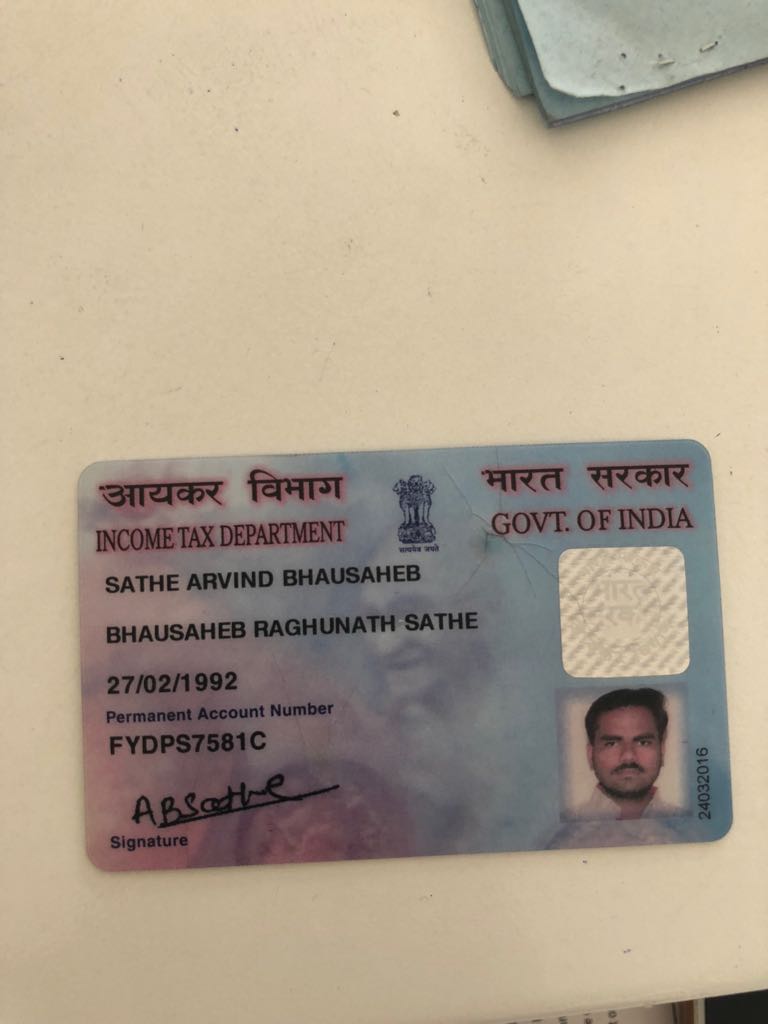 आयकर विभाग
INCOME TAX DEPARTMENT
सत्यमेव जयते
भारत सरकार
GOVT. OF INDIA
SATHE ARVIND BHAUSAHEB
BHAUSAHEB RAGHUNATH SATHE
27/02/1992
Permanent Account Number
FYDPS7581C
ABSathe
Signature
24032016